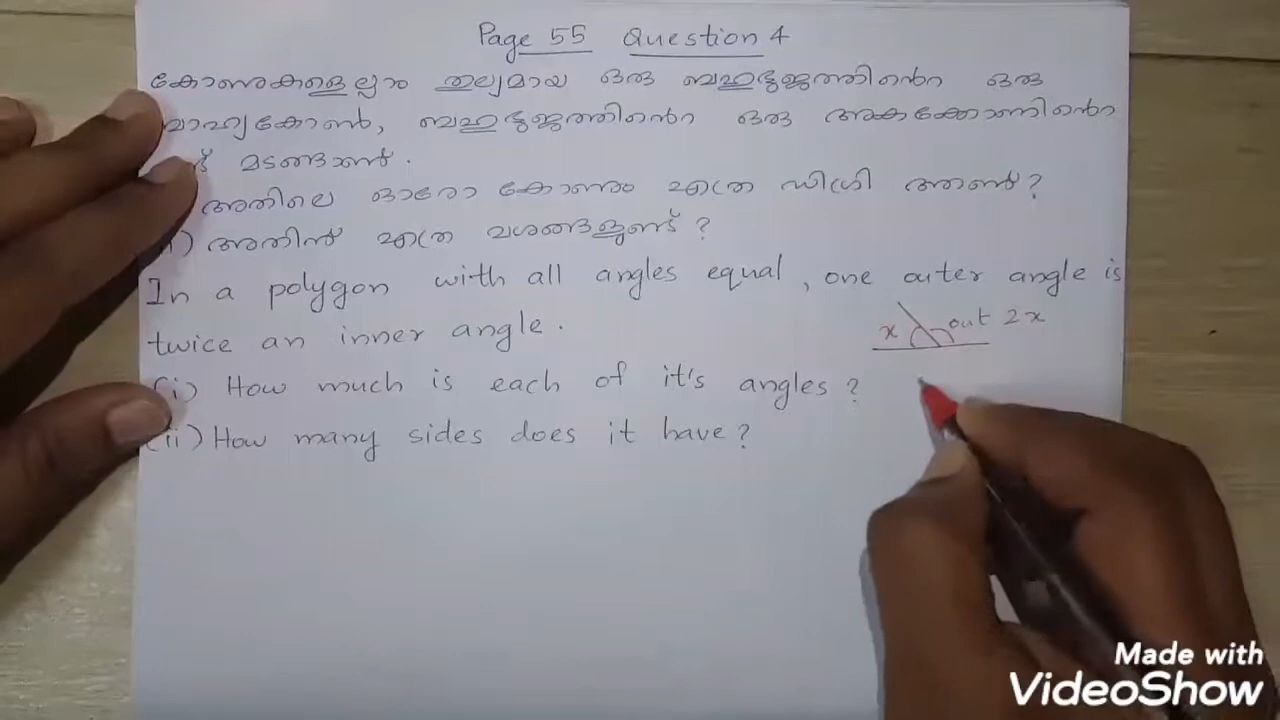 Page 55 Question 4
കോണുകളെല്ലാം തുല്യമായ ഒരു ബഹുഭുജത്തിൻെറ ഒരു
ബാഹ്യകോൺ, ബഹുഭുജത്തിൻെറ ഒരു അകക്കോണിൻെറ
മടങ്ങാണ്.
അതിലെ ഓരോ കോണും എത്ര ഡിഗ്രി ആണ്?
അതിന് എത്ര വശങ്ങളുണ്ട്?
In a polygon with all angles equal, one outer angle is
twice an inner angle.
x out 2x
(i) How much is each of it's angles?
(ii) How many sides does it have?
Made with
VideoShow